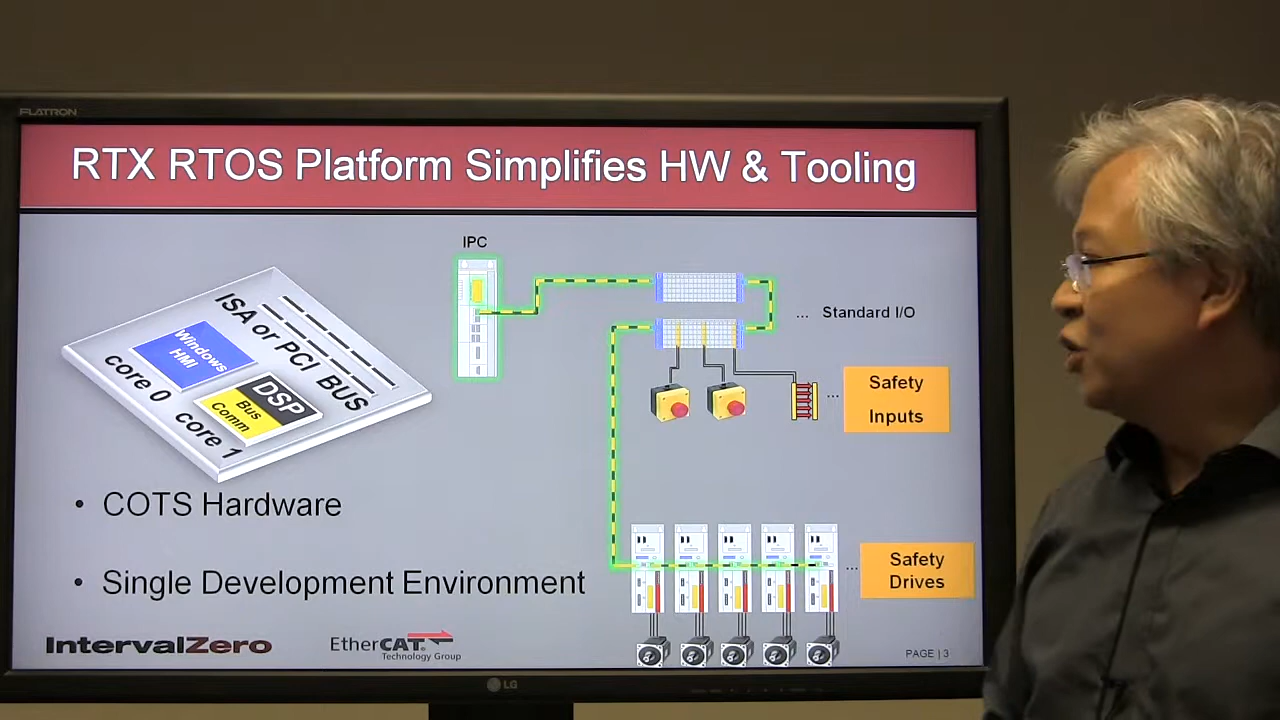 FLATRON
RTX RTOS Platform Simplifies HW & Tooling
IPC
ISA or PCI BUS
Windows
HMI
core 0
DSP
Bus
Comm
core 1
... Standard I/O
... Safety
Inputs
• COTS Hardware
• Single Development Environment
... Safety
Drives
IntervalZero
EtherCAT
Technology Group
PAGE | 3
LG